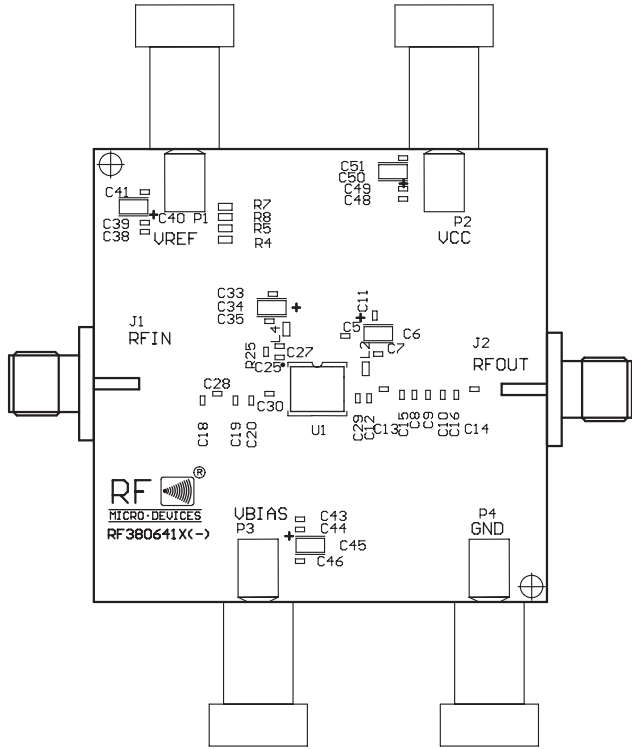 C51
C50
C49
C48
P2
VCC
C41
C40 P1
C39
C38
VREF
R7
R8
R5
R4
C33
C34
C35
L4
R25
C27
C25
C11
C5
C6
C7
L2
J1
RFIN
J2
RFOUT
C28
C30
U1
C18
C19
C20
C29
C12
C13
C15
C8
C9
C10
C16
C14
RF ®
MICRO·DEVICES
RF380641X(-)
VBIAS
P3
C43
C44
C45
C46
P4
GND